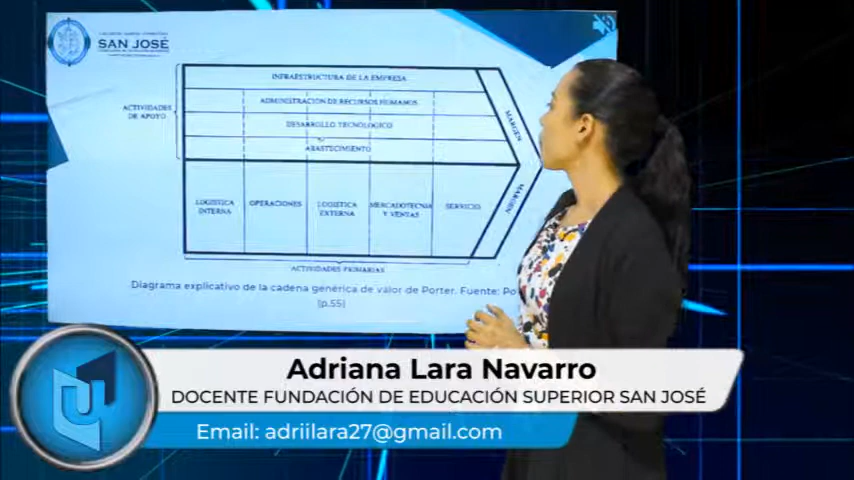 SAN JOSÉ
INFRAESTRUCTURA DE LA EMPRESA
ADMINISTRACIÓN DE RECURSOS HUMANOS
DESARROLLO TECNOLÓGICO
ABASTECIMIENTO
ACTIVIDADES
DE APOYO
MARGEN
MARGEN
LOGISTICA
INTERNA
OPERACIONES
LOGISTICA
EXTERNA
MERCADOTECNIA
Y VENTAS
SERVICIO
ACTIVIDADES PRIMARIAS
Diagrama explicativo de la cadena genérica de valor de Porter. Fuente: Po
(p.55)
Adriana Lara Navarro
DOCENTE FUNDACIÓN DE EDUCACIÓN SUPERIOR SAN JOSÉ
Email: adriilara27@gmail.com